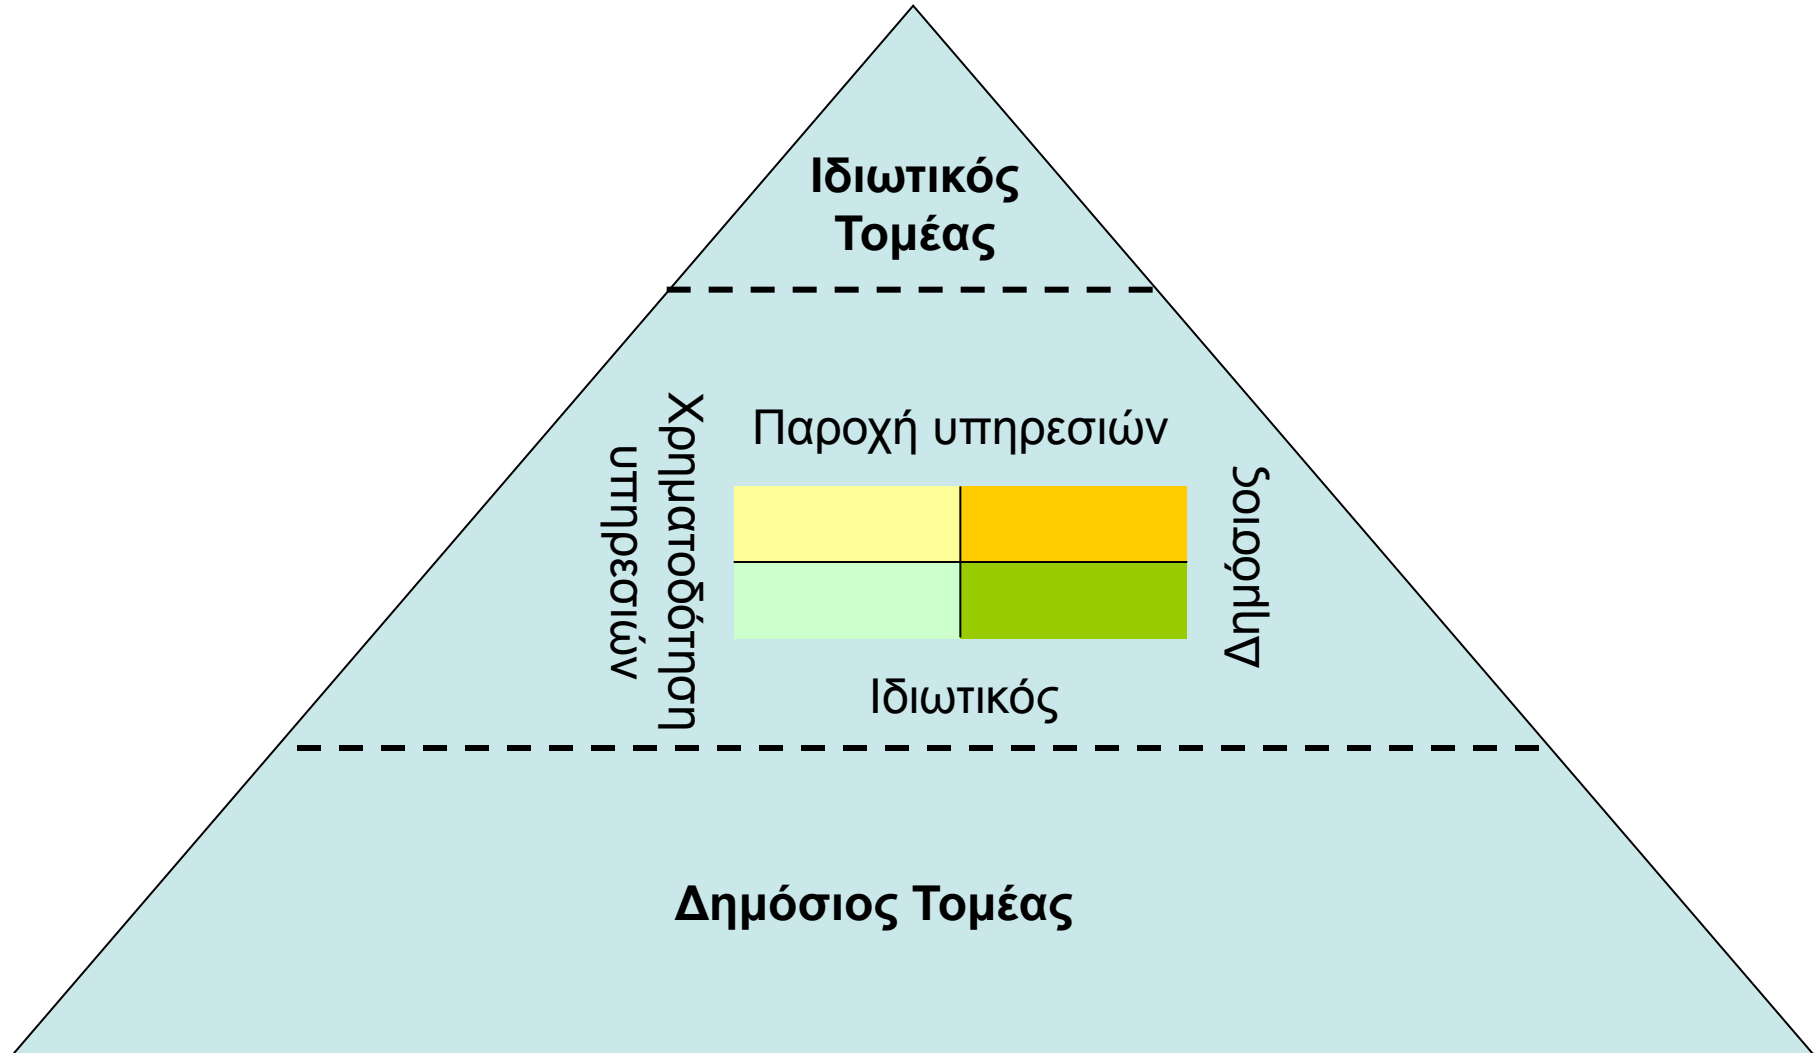 Ιδιωτικός
Τομέας
Παροχή υπηρεσιών
Χρηματοδότηση
υπηρεσιών
Δημόσιος
Ιδιωτικός
Δημόσιος Τομέας